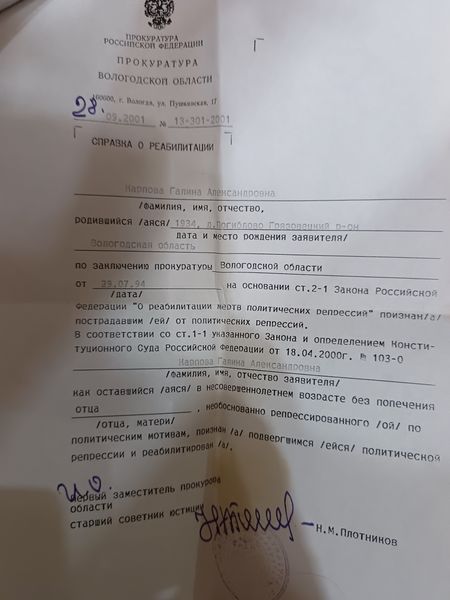 ПРОКУРАТУРА
РОССИЙСКОЙ ФЕДЕРАЦИИ
ПРОКУРАТУРА
ВОЛОГОДСКОЙ ОБЛАСТИ
160600, г. Вологда, ул. Пушкинская, 17
28.09.2001 № 13-301-2001
СПРАВКА О РЕАБИЛИТАЦИИ
Карпова Галина Александровна
/фамилия, имя, отчество,
родившийся /аяся/ 1934, д.Погиблово Грязовецкий р-он
дата и место рождения заявителя/
Вологодская область
по заключению прокуратуры Вологодской области
от 29.07.94 на основании ст.2-1 Закона Российской
/дата/
Федерации "О реабилитации жертв политических репрессий" признан/а/
пострадавшим /ей/ от политических репрессий.
В соответствии со ст.1-1 указанного Закона и определением Консти-
туционного Суда Российской Федерации от 18.04.2000г. № 103-О
Карпова Галина Александровна
/фамилия, имя, отчество заявителя/
как оставшийся /аяся/ в несовершеннолетнем возрасте без попечения
отца , необоснованно репрессированного /ой/ по
/отца, матери/
политическим мотивам, признан /а/ подвергшимся /ейся/ политической
репрессии и реабилитирован /а/.
и.о.
первый заместитель прокурора
области
старший советник юстиции
Н.М.Плотников